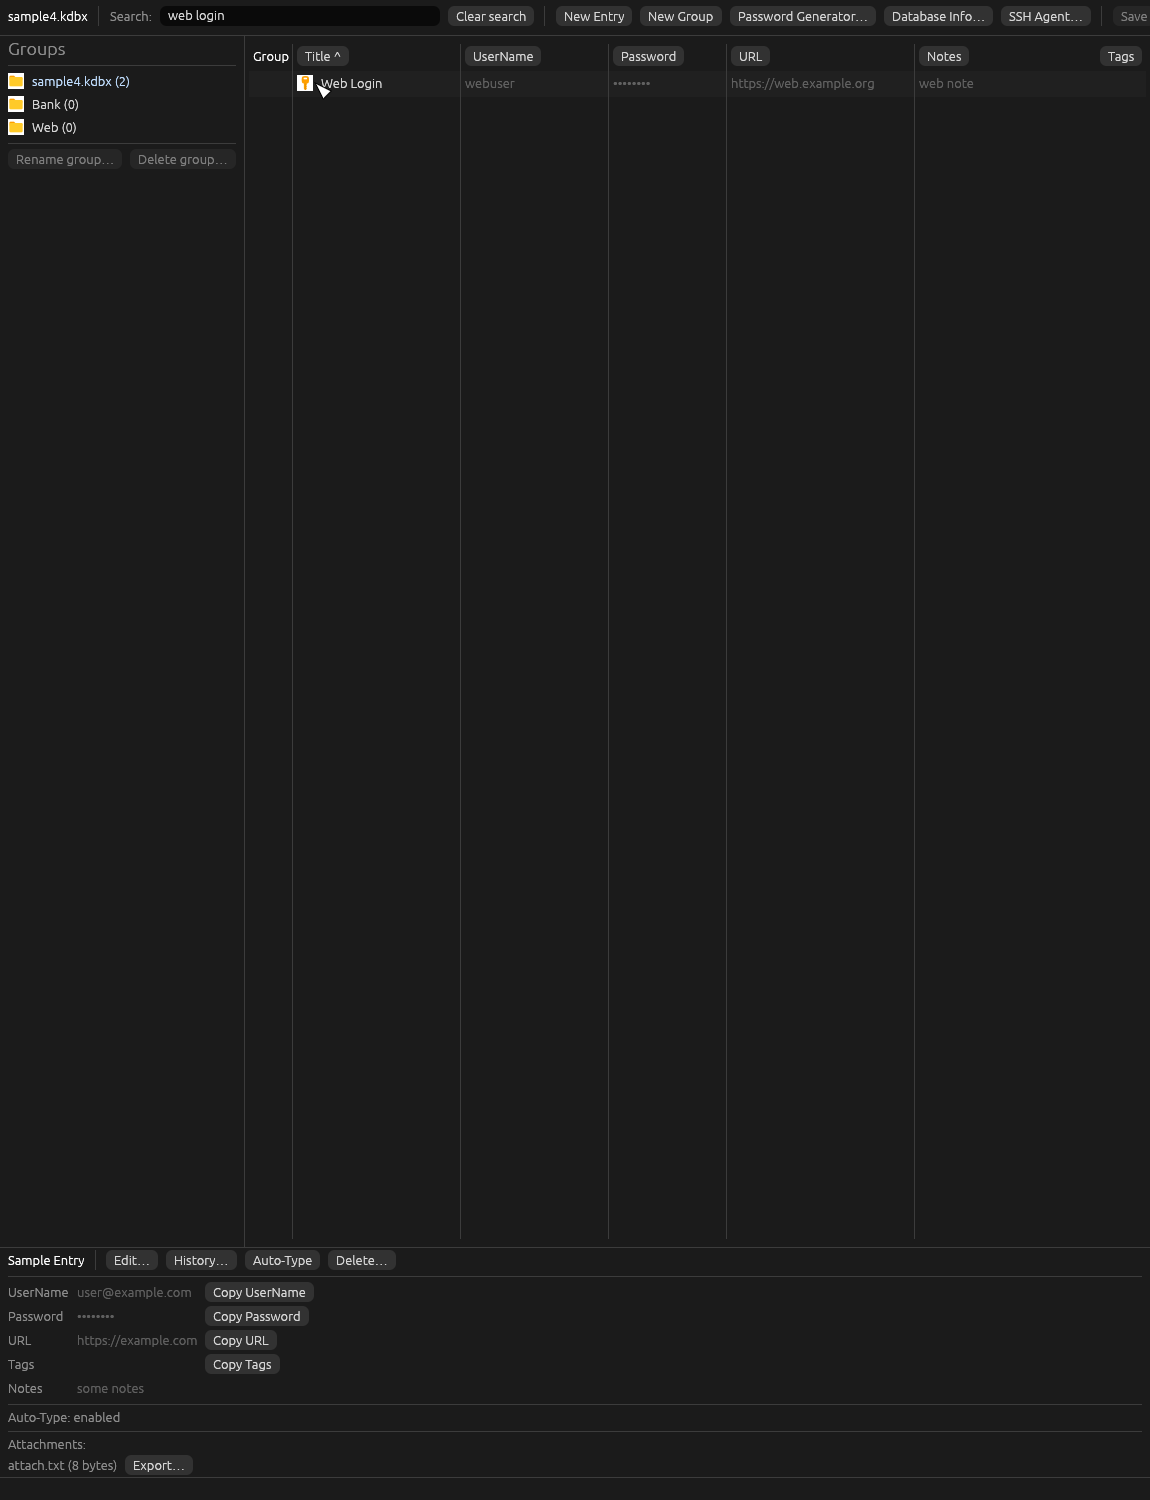 sample4.kdbx Search: web login Clear search New Entry New Group Password Generator... Database Info... SSH Agent... Save
Groups
sample4.kdbx (2)
Bank (0)
Web (0)
Rename group... Delete group...
Group Title ^ UserName Password URL Notes Tags
Web Login webuser •••••••• https://web.example.org web note
Sample Entry Edit... History... Auto-Type Delete...
UserName user@example.com Copy UserName
Password •••••••• Copy Password
URL https://example.com Copy URL
Tags Copy Tags
Notes some notes
Auto-Type: enabled
Attachments:
attach.txt (8 bytes) Export...